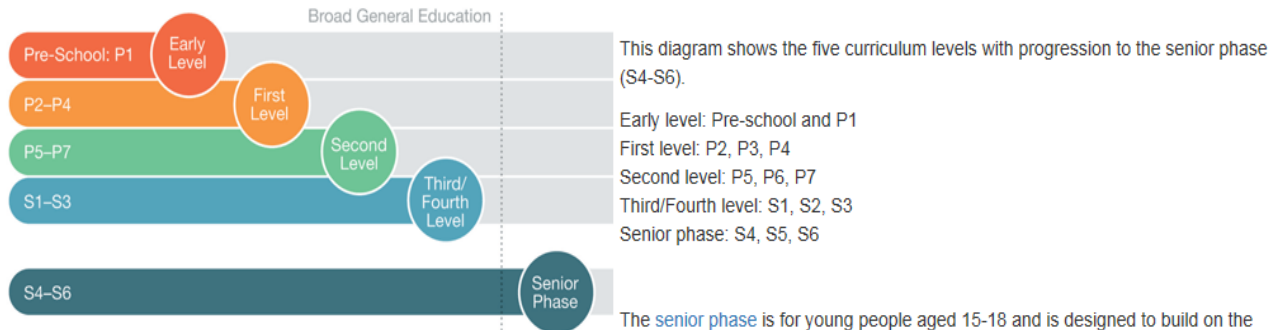 Broad General Education
Pre-School: P1
Early
Level
P2–P4
First
Level
P5–P7
Second
Level
S1–S3
Third/
Fourth
Level
S4–S6
Senior
Phase
This diagram shows the five curriculum levels with progression to the senior phase
(S4-S6).
Early level: Pre-school and P1
First level: P2, P3, P4
Second level: P5, P6, P7
Third/Fourth level: S1, S2, S3
Senior phase: S4, S5, S6
The senior phase is for young people aged 15-18 and is designed to build on the